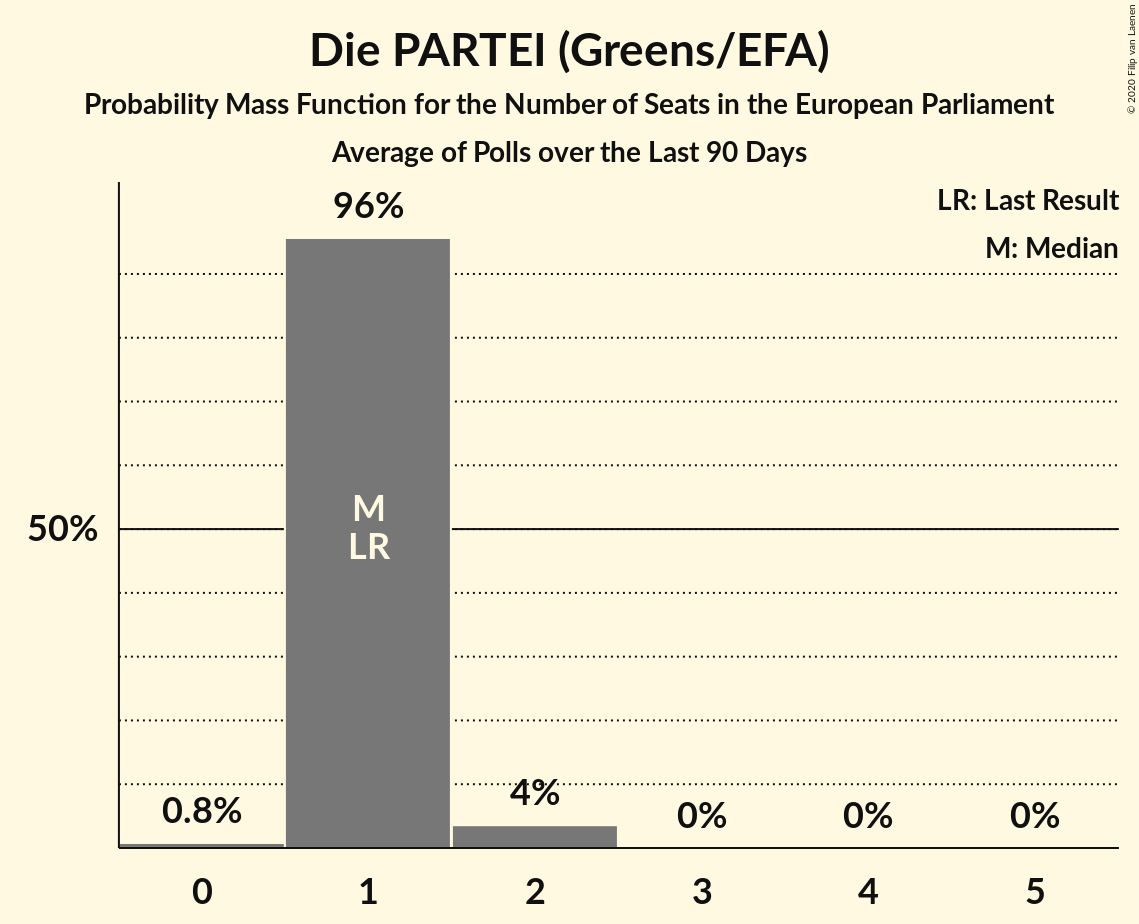 Die PARTEI (Greens/EFA)
Probability Mass Function for the Number of Seats in the European Parliament
Average of Polls over the Last 90 Days
© 2020 Filip van Laenen
LR: Last Result
M: Median
96%
M
LR
50%
0.8%
4%
0%
0%
0%
0
1
2
3
4
5